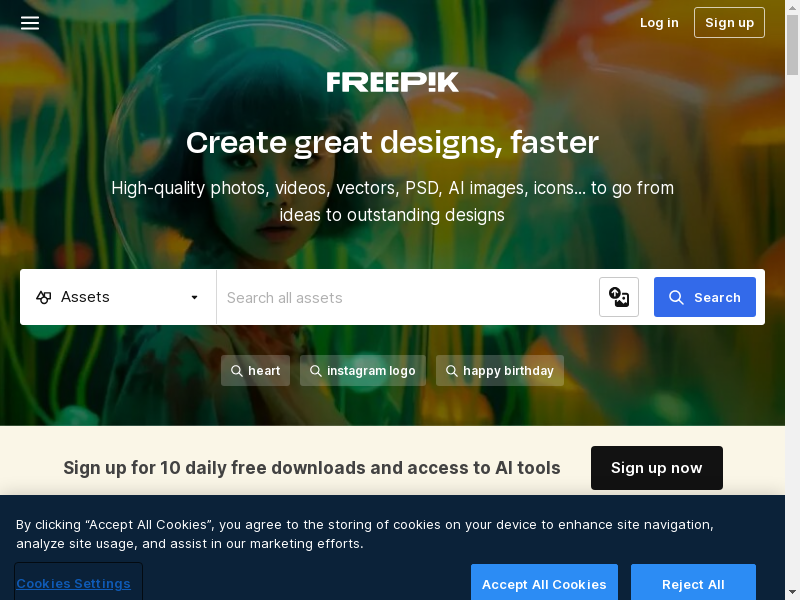 Log in
Sign up
FREEPIK
Create great designs, faster
High-quality photos, videos, vectors, PSD, AI images, icons... to go from
ideas to outstanding designs
Assets
Search all assets
Search
heart
instagram logo
happy birthday
Sign up for 10 daily free downloads and access to AI tools
Sign up now
By clicking “Accept All Cookies”, you agree to the storing of cookies on your device to enhance site navigation,
analyze site usage, and assist in our marketing efforts.
Cookies Settings
Accept All Cookies
Reject All